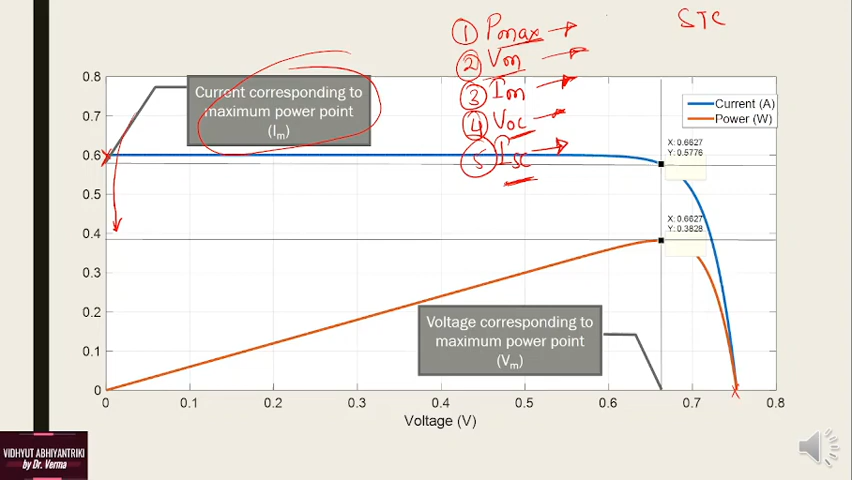 ① Pmax →
② Vm →
③ Im →
④ Voc →
⑤ Isc →
STC
Current corresponding to
maximum power point
(Im)
Current (A)
Power (W)
X: 0.6627
Y: 0.5776
X: 0.6627
Y: 0.3828
Voltage corresponding to
maximum power point
(Vm)
0.8
0.7
0.6
0.5
0.4
0.3
0.2
0.1
0
0 0.1 0.2 0.3 0.4 0.5 0.6 0.7 0.8
Voltage (V)
VIDHYUT ABHIYANTRIKI
by Dr. Verma